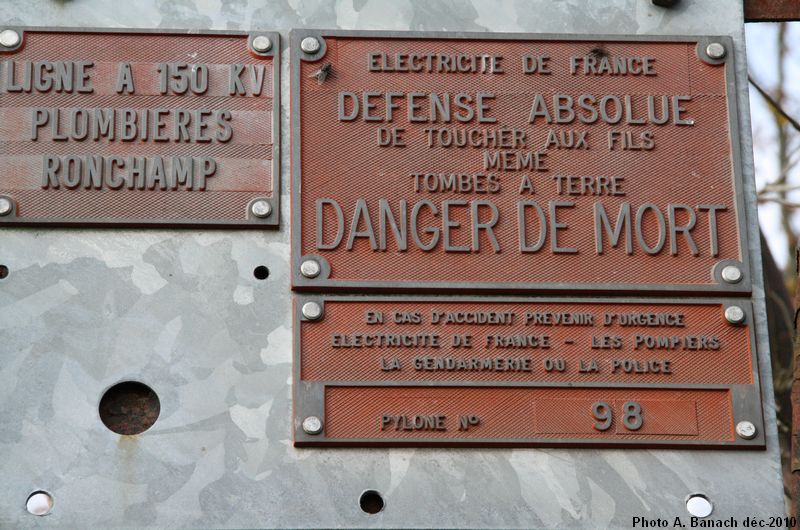 LIGNE A 150 KV
PLOMBIÈRES
RONCHAMP
ELECTRICITE DE FRANCE
DEFENSE ABSOLUE
DE TOUCHER AUX FILS
MEME
TOMBES A TERRE
DANGER DE MORT
EN CAS D'ACCIDENT PREVENIR D'URGENCE
ELECTRICITE DE FRANCE - LES POMPIERS
LA GENDARMERIE OU LA POLICE
PYLONE Nº 98
Photo A. Banach déc-2010